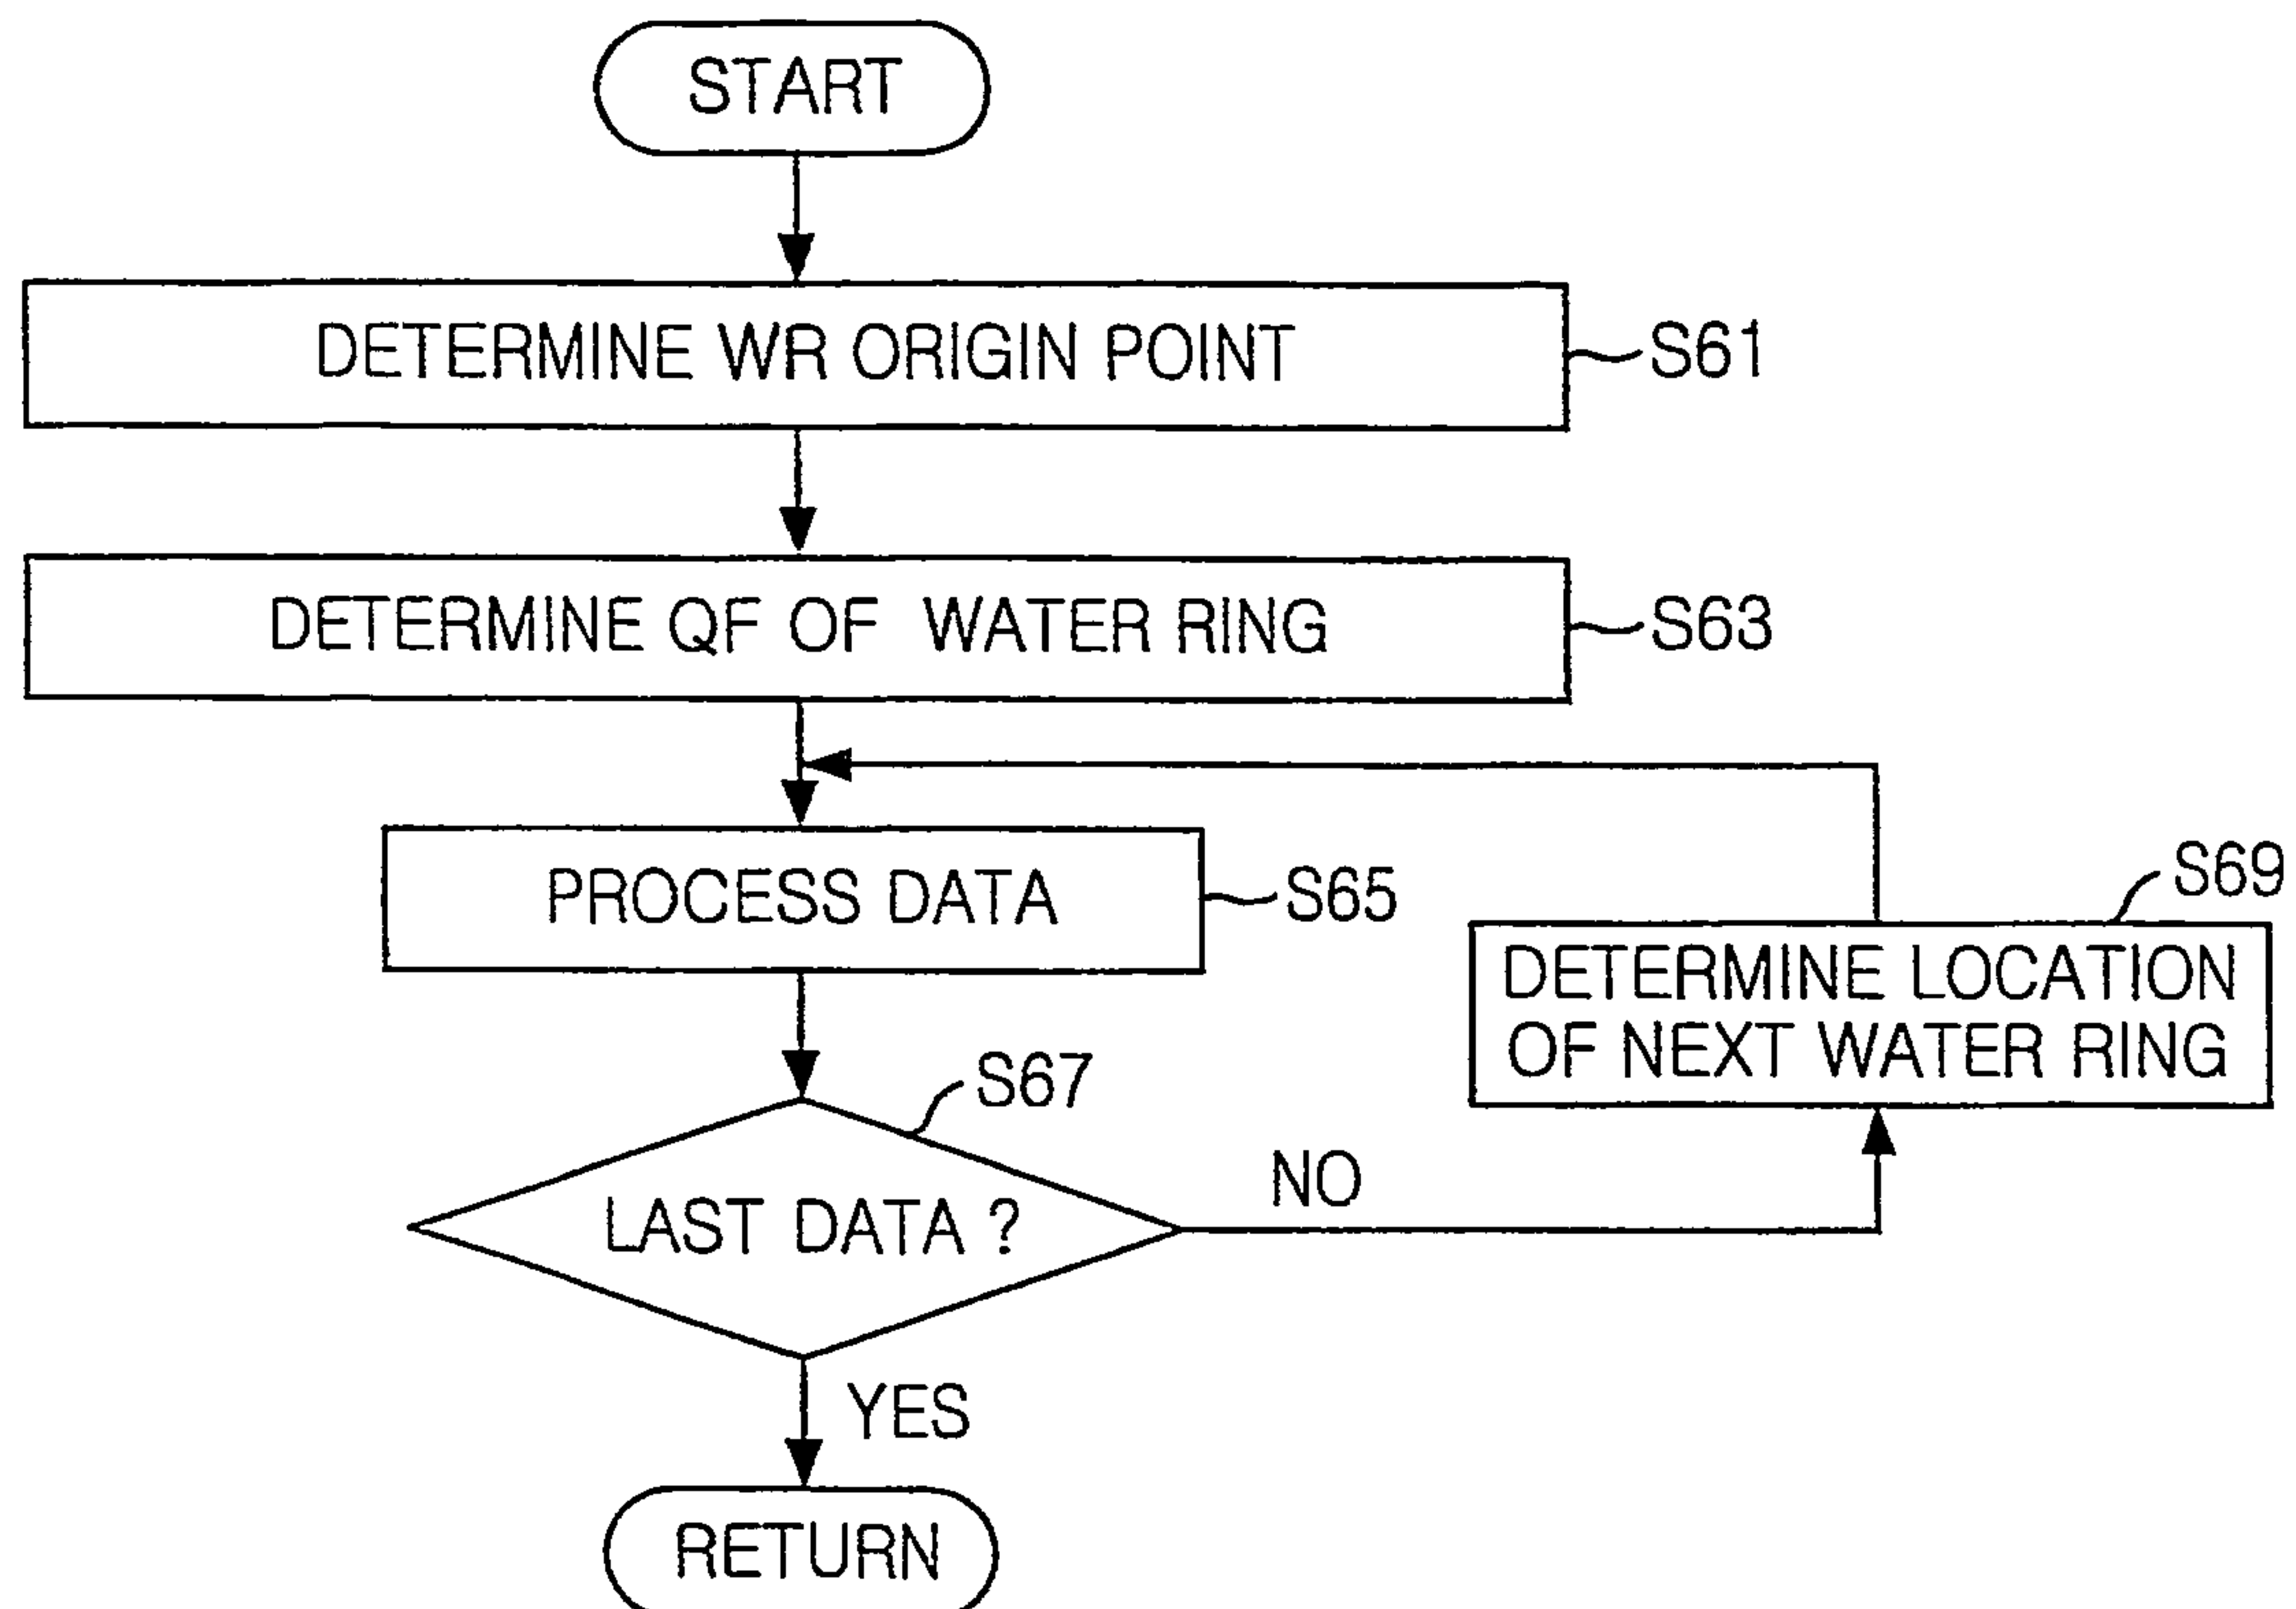 START
DETERMINE WR ORIGIN POINT
S61
DETERMINE QF OF WATER RING
S63
PROCESS DATA
S65
S69
DETERMINE LOCATION
OF NEXT WATER RING
S67
LAST DATA ?
NO
YES
RETURN